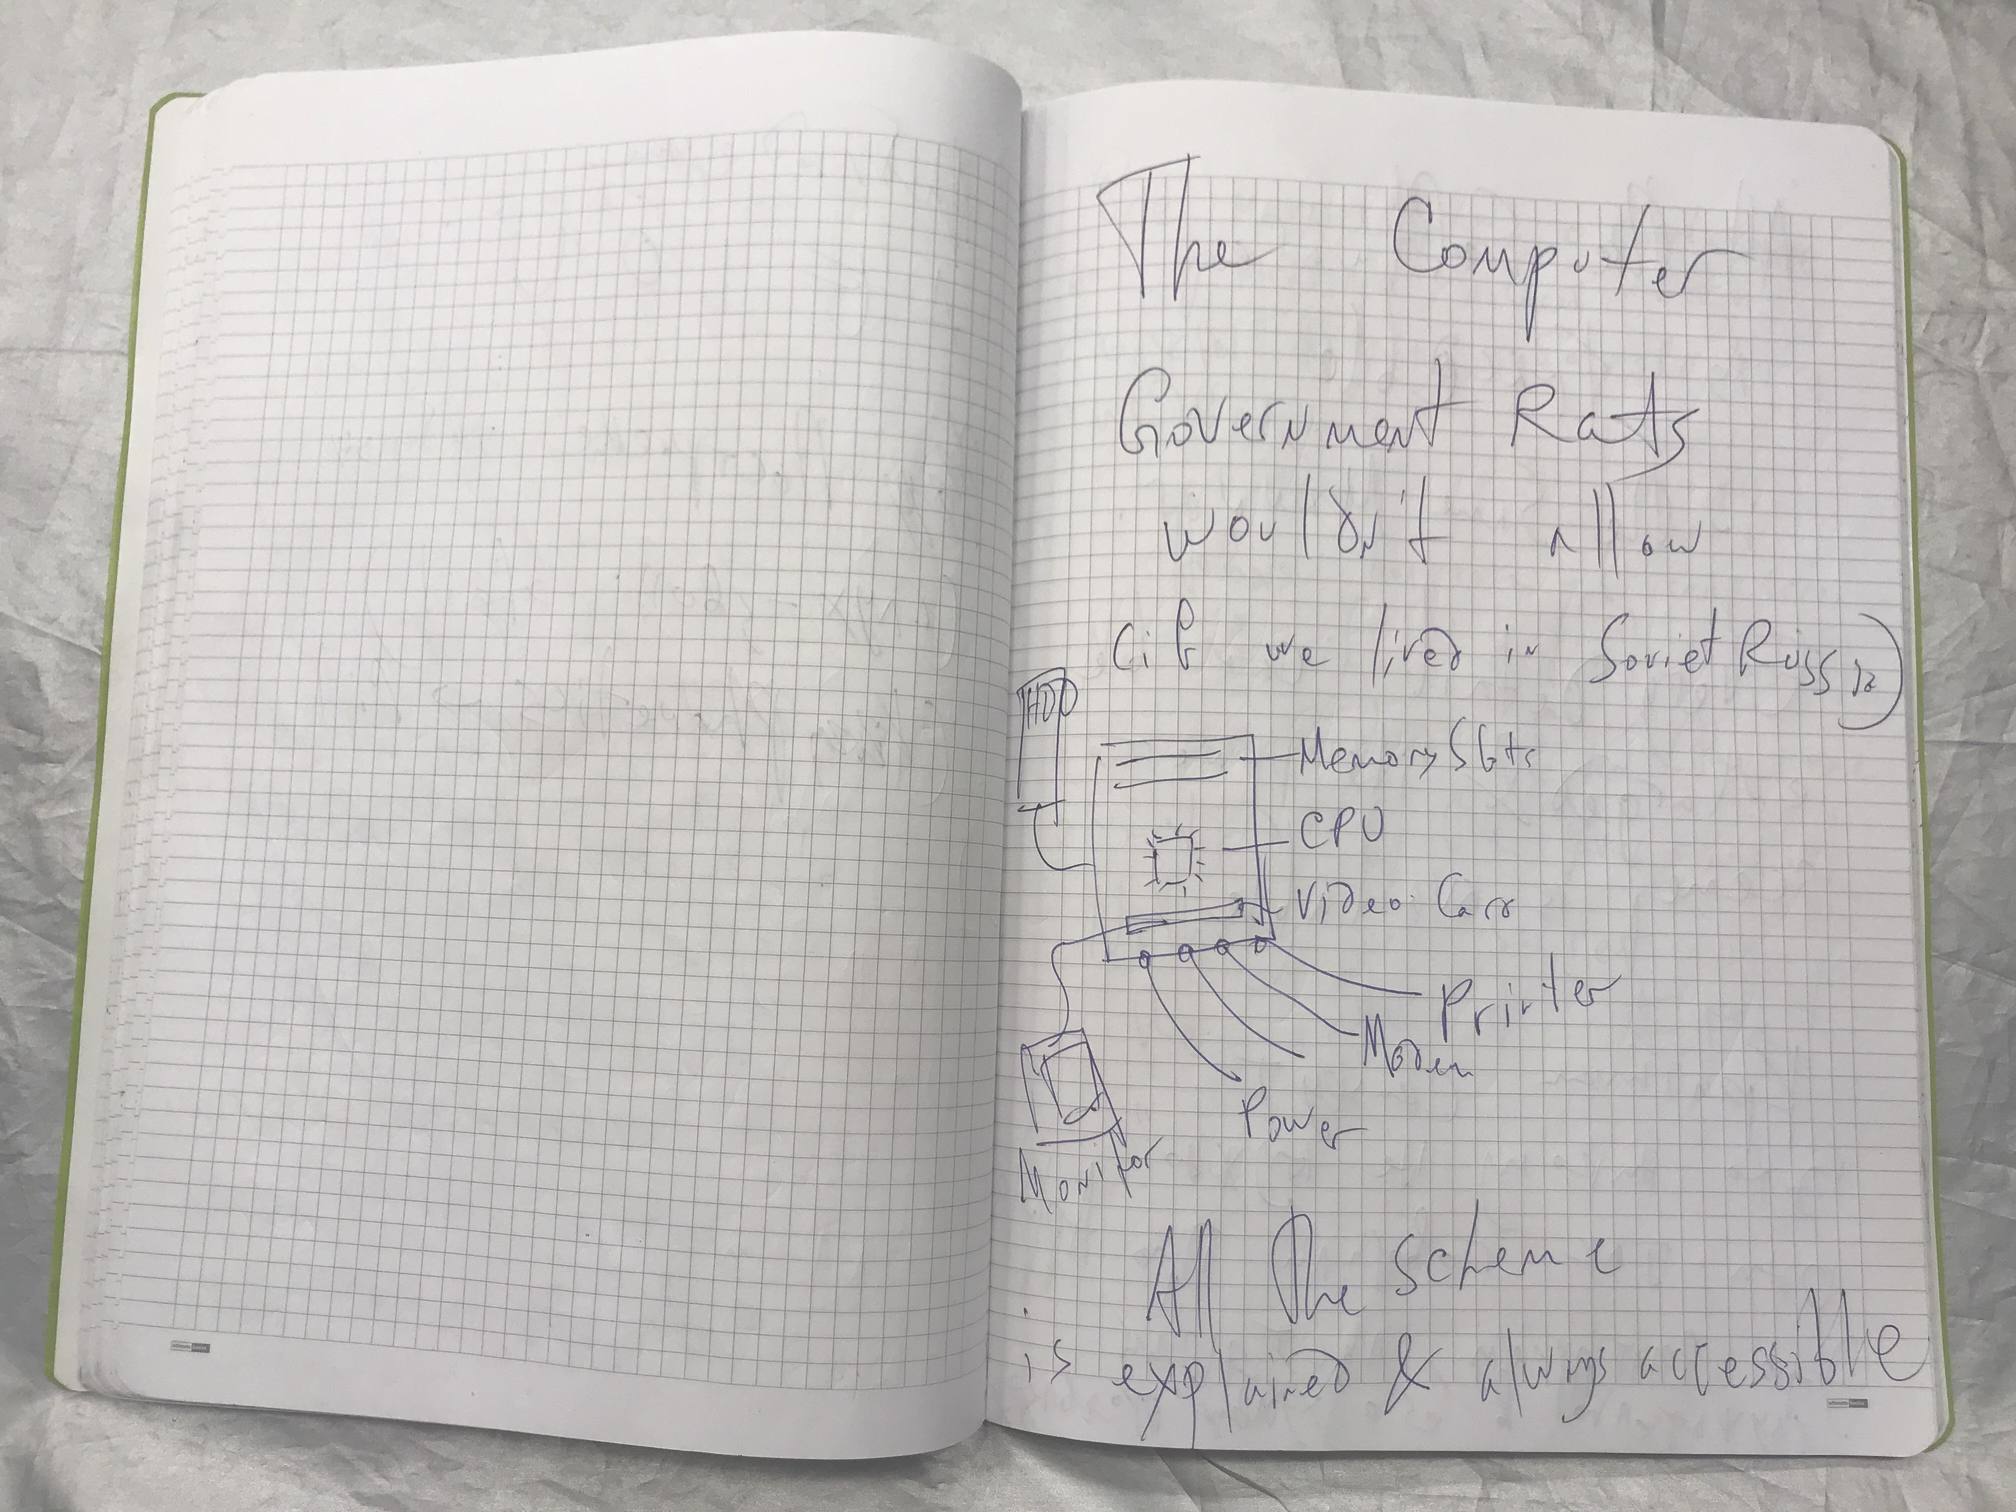 The Computer
Government Rats
wouldn't allow
(if we lived in Soviet Russia)
HDD
Memory Slots
CPU
Video Card
Printer
Modem
Power
Monitor
All The scheme
is explained & always accessible